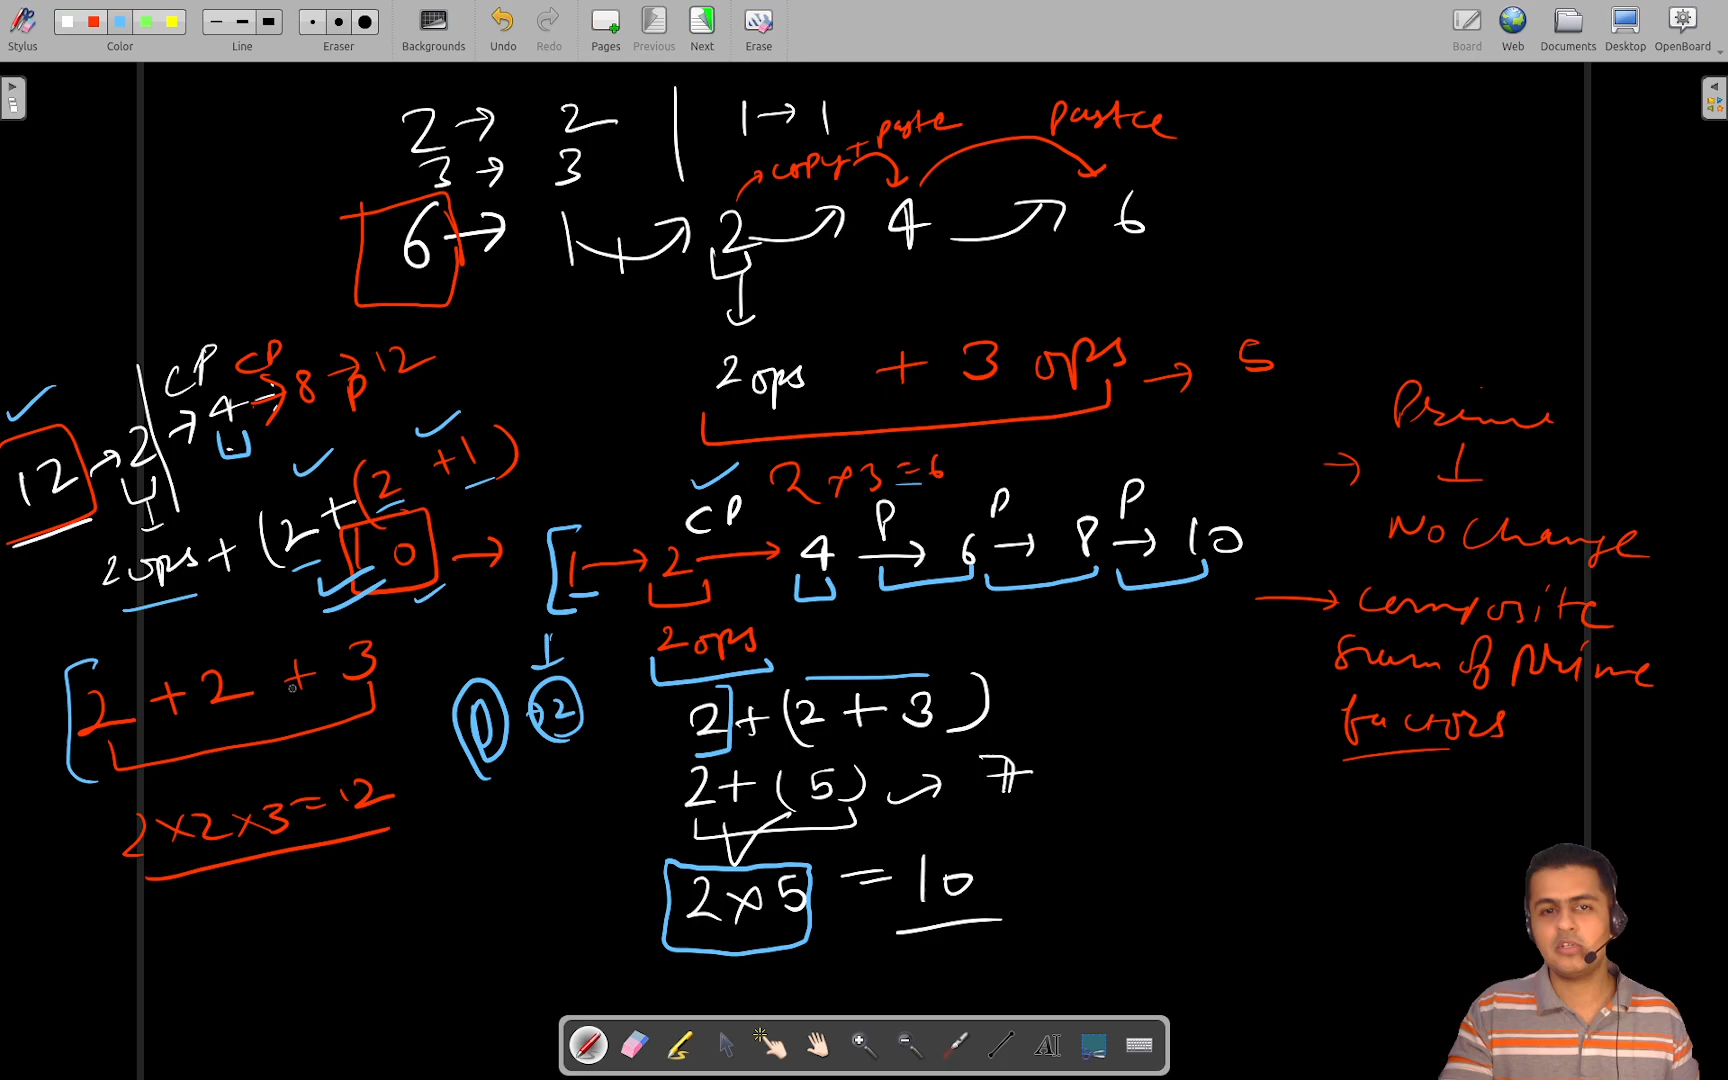 Stylus Color Line Eraser Backgrounds Undo Redo Pages Previous Next Erase Board Web Documents Desktop OpenBoard
2 → 2 | 1 → 1
3 → 3
copy + paste paste
6 → 1 → 2 → 4 → 6
2 ops + 3 ops → 5
12 → 2 → 4 → 8 → 12
CP CP P
2 ops + (2 + (2 + 1)
2 × 3 = 6
CP P P P
10 → [1 → 2 → 4 → 6 → 8 → 10
2 ops
Prime
→ 1
No Change
→ Composite
Sum of Prime
factors
[2 + 2 + 3
2 × 2 × 3 = 12
2 + (2 + 3)
2 + (5) → 7
2 × 5 = 10